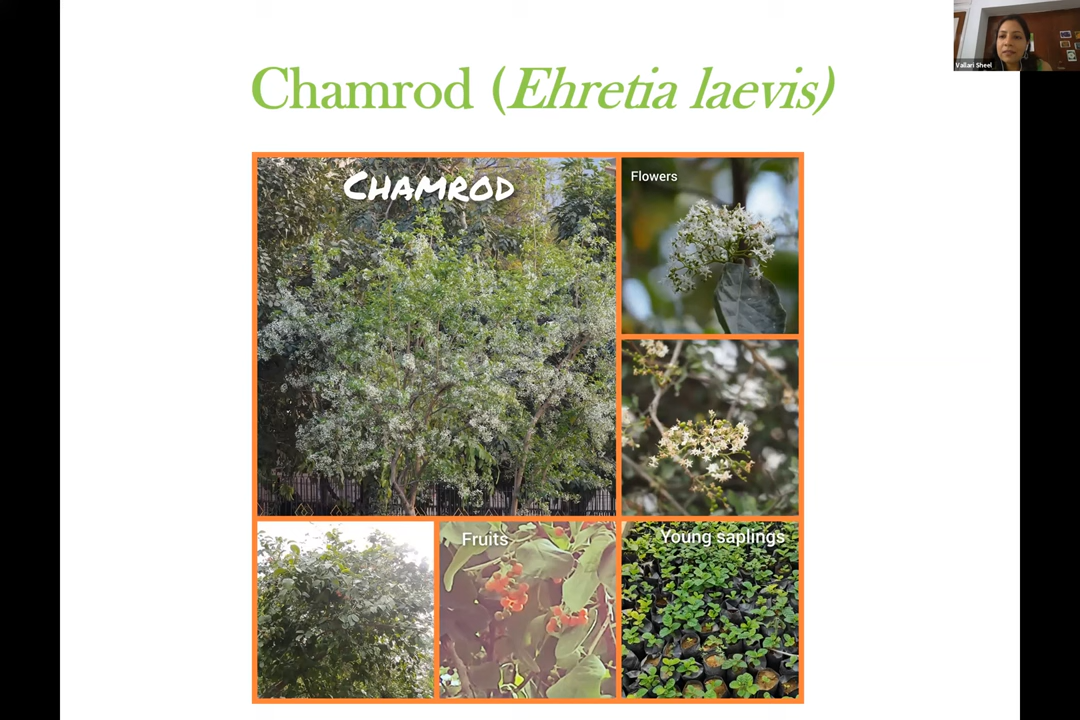 Vallari Sheel
Chamrod (Ehretia laevis)
CHAMROD
Flowers
Fruits
Young saplings